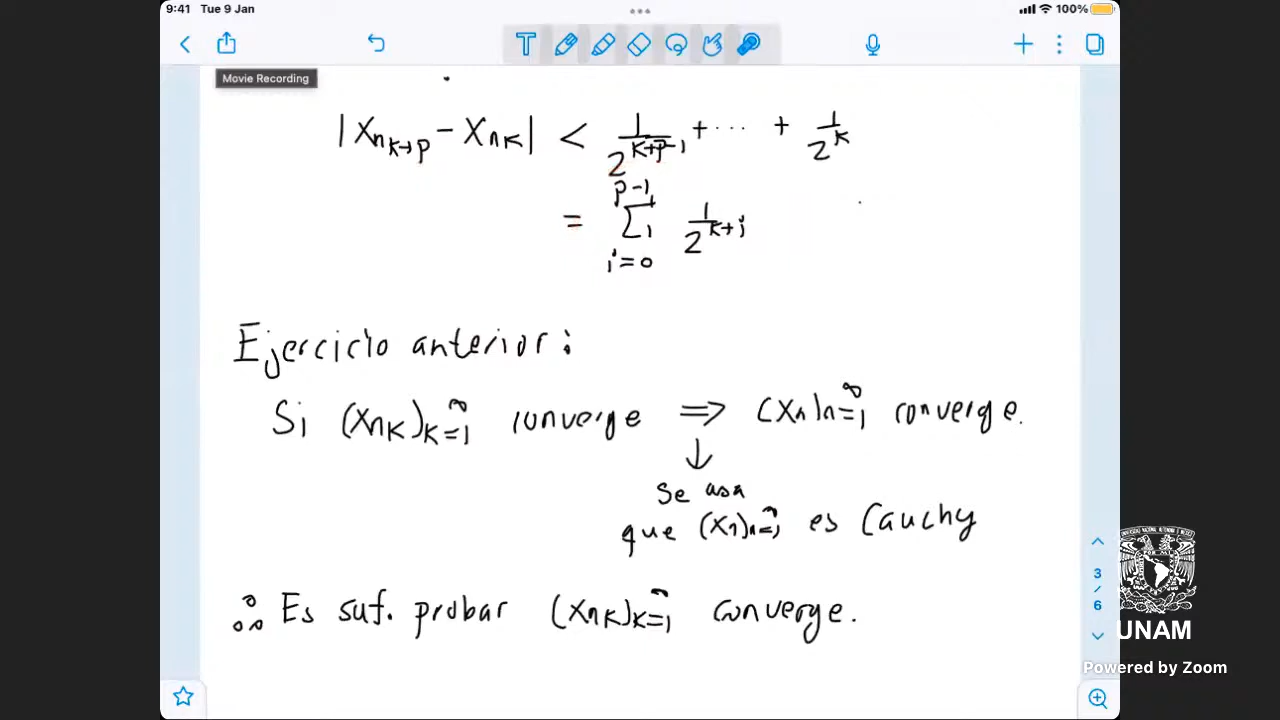 9:41 Tue 9 Jan
100%
Movie Recording
|X_{n_{k+p}} - X_{n_k}| < 1/2^{k+p-1} + ··· + 1/2^k
= Σ_{i=0}^{p-1} 1/2^{k+i}
Ejercicio anterior:
Si (X_{n_k})_{k=1}^∞ converge ⇒ (X_n)_{n=1}^∞ converge.
↓
Se usa
que (X_n)_{n=1}^∞ es Cauchy
∴ Es suf. probar (X_{n_k})_{k=1}^∞ converge.
3
/
6
UNAM
Powered by Zoom